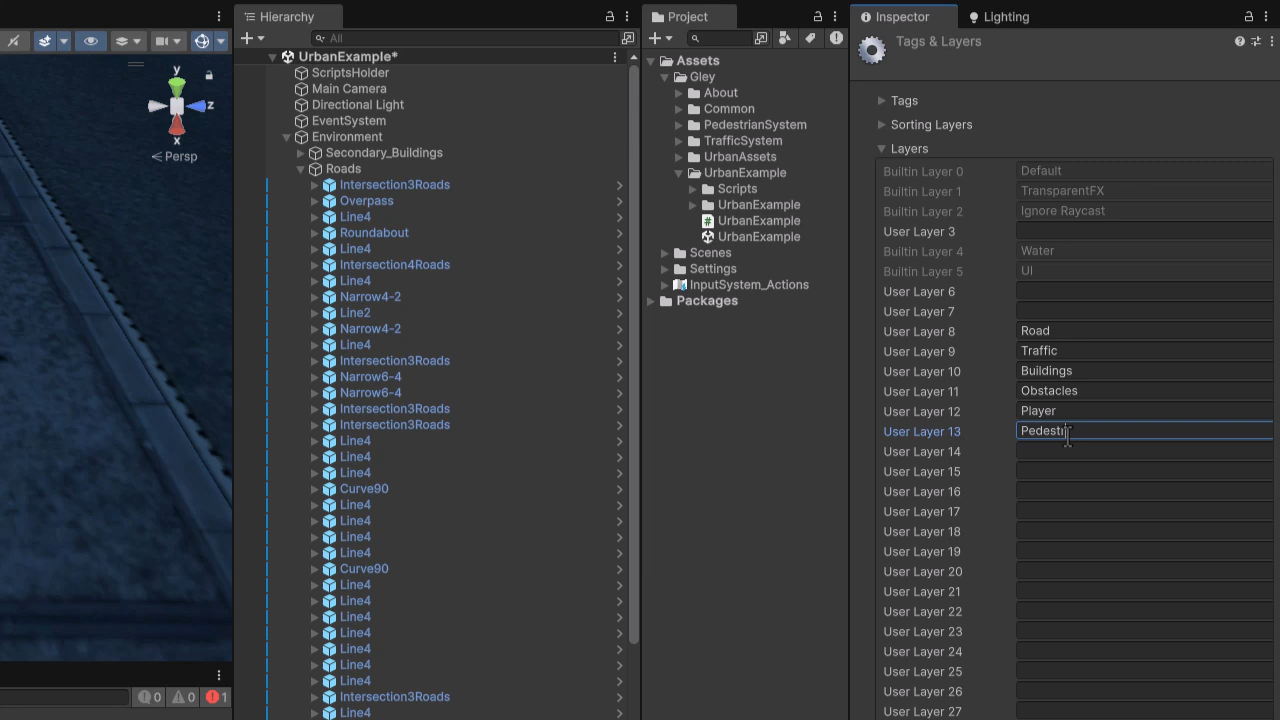 y
z
x
< Persp
0
0
1
Hierarchy
All
UrbanExample*
ScriptsHolder
Main Camera
Directional Light
EventSystem
Environment
Secondary_Buildings
Roads
Intersection3Roads
Overpass
Line4
Roundabout
Line4
Intersection4Roads
Line4
Narrow4-2
Line2
Narrow4-2
Line4
Intersection3Roads
Narrow6-4
Narrow6-4
Intersection3Roads
Intersection3Roads
Line4
Line4
Line4
Curve90
Line4
Line4
Line4
Line4
Curve90
Line4
Line4
Line4
Line4
Line4
Line4
Line4
Intersection3Roads
Line4
Project
Assets
Gley
About
Common
PedestrianSystem
TrafficSystem
UrbanAssets
UrbanExample
Scripts
UrbanExample
UrbanExample
UrbanExample
Scenes
Settings
InputSystem_Actions
Packages
Inspector
Lighting
Tags & Layers
Tags
Sorting Layers
Layers
Builtin Layer 0 Default
Builtin Layer 1 TransparentFX
Builtin Layer 2 Ignore Raycast
User Layer 3
Builtin Layer 4 Water
Builtin Layer 5 UI
User Layer 6
User Layer 7
User Layer 8 Road
User Layer 9 Traffic
User Layer 10 Buildings
User Layer 11 Obstacles
User Layer 12 Player
User Layer 13 Pedestri
User Layer 14
User Layer 15
User Layer 16
User Layer 17
User Layer 18
User Layer 19
User Layer 20
User Layer 21
User Layer 22
User Layer 23
User Layer 24
User Layer 25
User Layer 26
User Layer 27